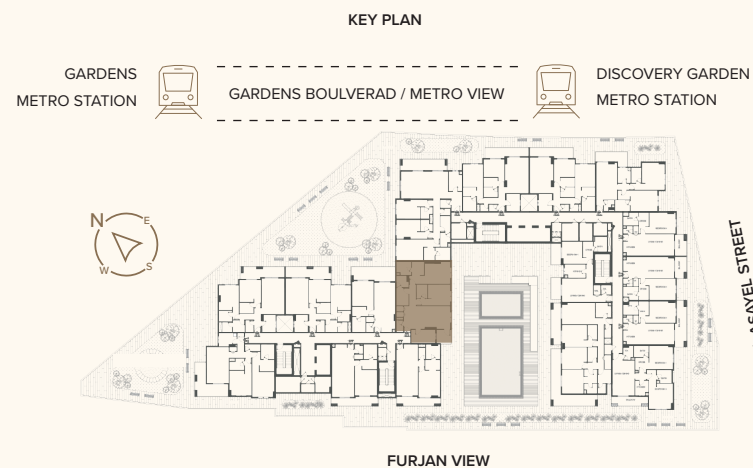 KEY PLAN
GARDENS
METRO STATION
GARDENS BOULVERAD / METRO VIEW
DISCOVERY GARDEN
METRO STATION
N
E
W
S
ASAYEL STREET
FURJAN VIEW